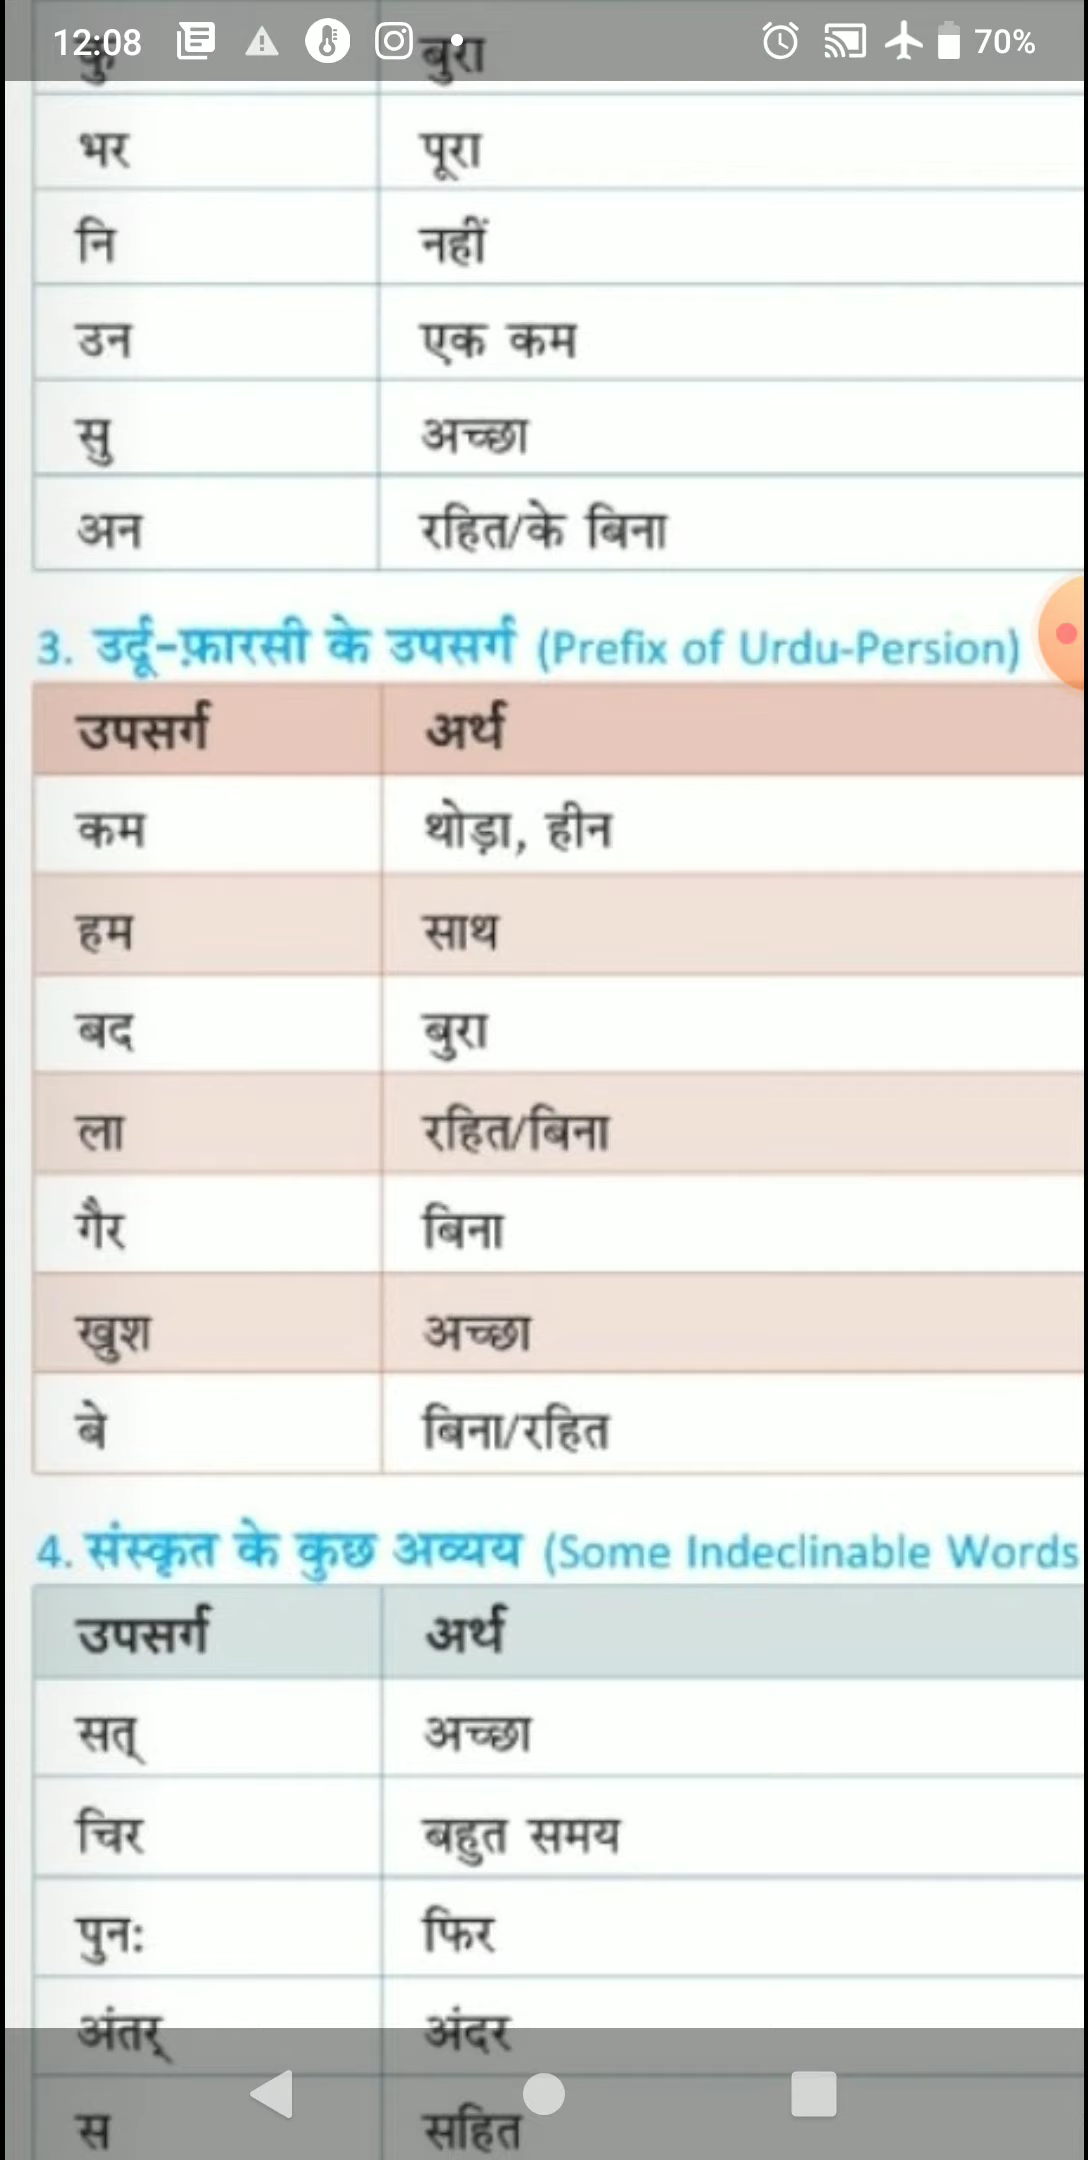 12:08 70%
कु बुरा
भर पूरा
नि नहीं
उन एक कम
सु अच्छा
अन रहित/के बिना
3. उर्दू-फ़ारसी के उपसर्ग (Prefix of Urdu-Persion)
उपसर्ग अर्थ
कम थोड़ा, हीन
हम साथ
बद बुरा
ला रहित/बिना
गैर बिना
खुश अच्छा
बे बिना/रहित
4. संस्कृत के कुछ अव्यय (Some Indeclinable Words
उपसर्ग अर्थ
सत् अच्छा
चिर बहुत समय
पुनः फिर
अंतर् अंदर
स सहित